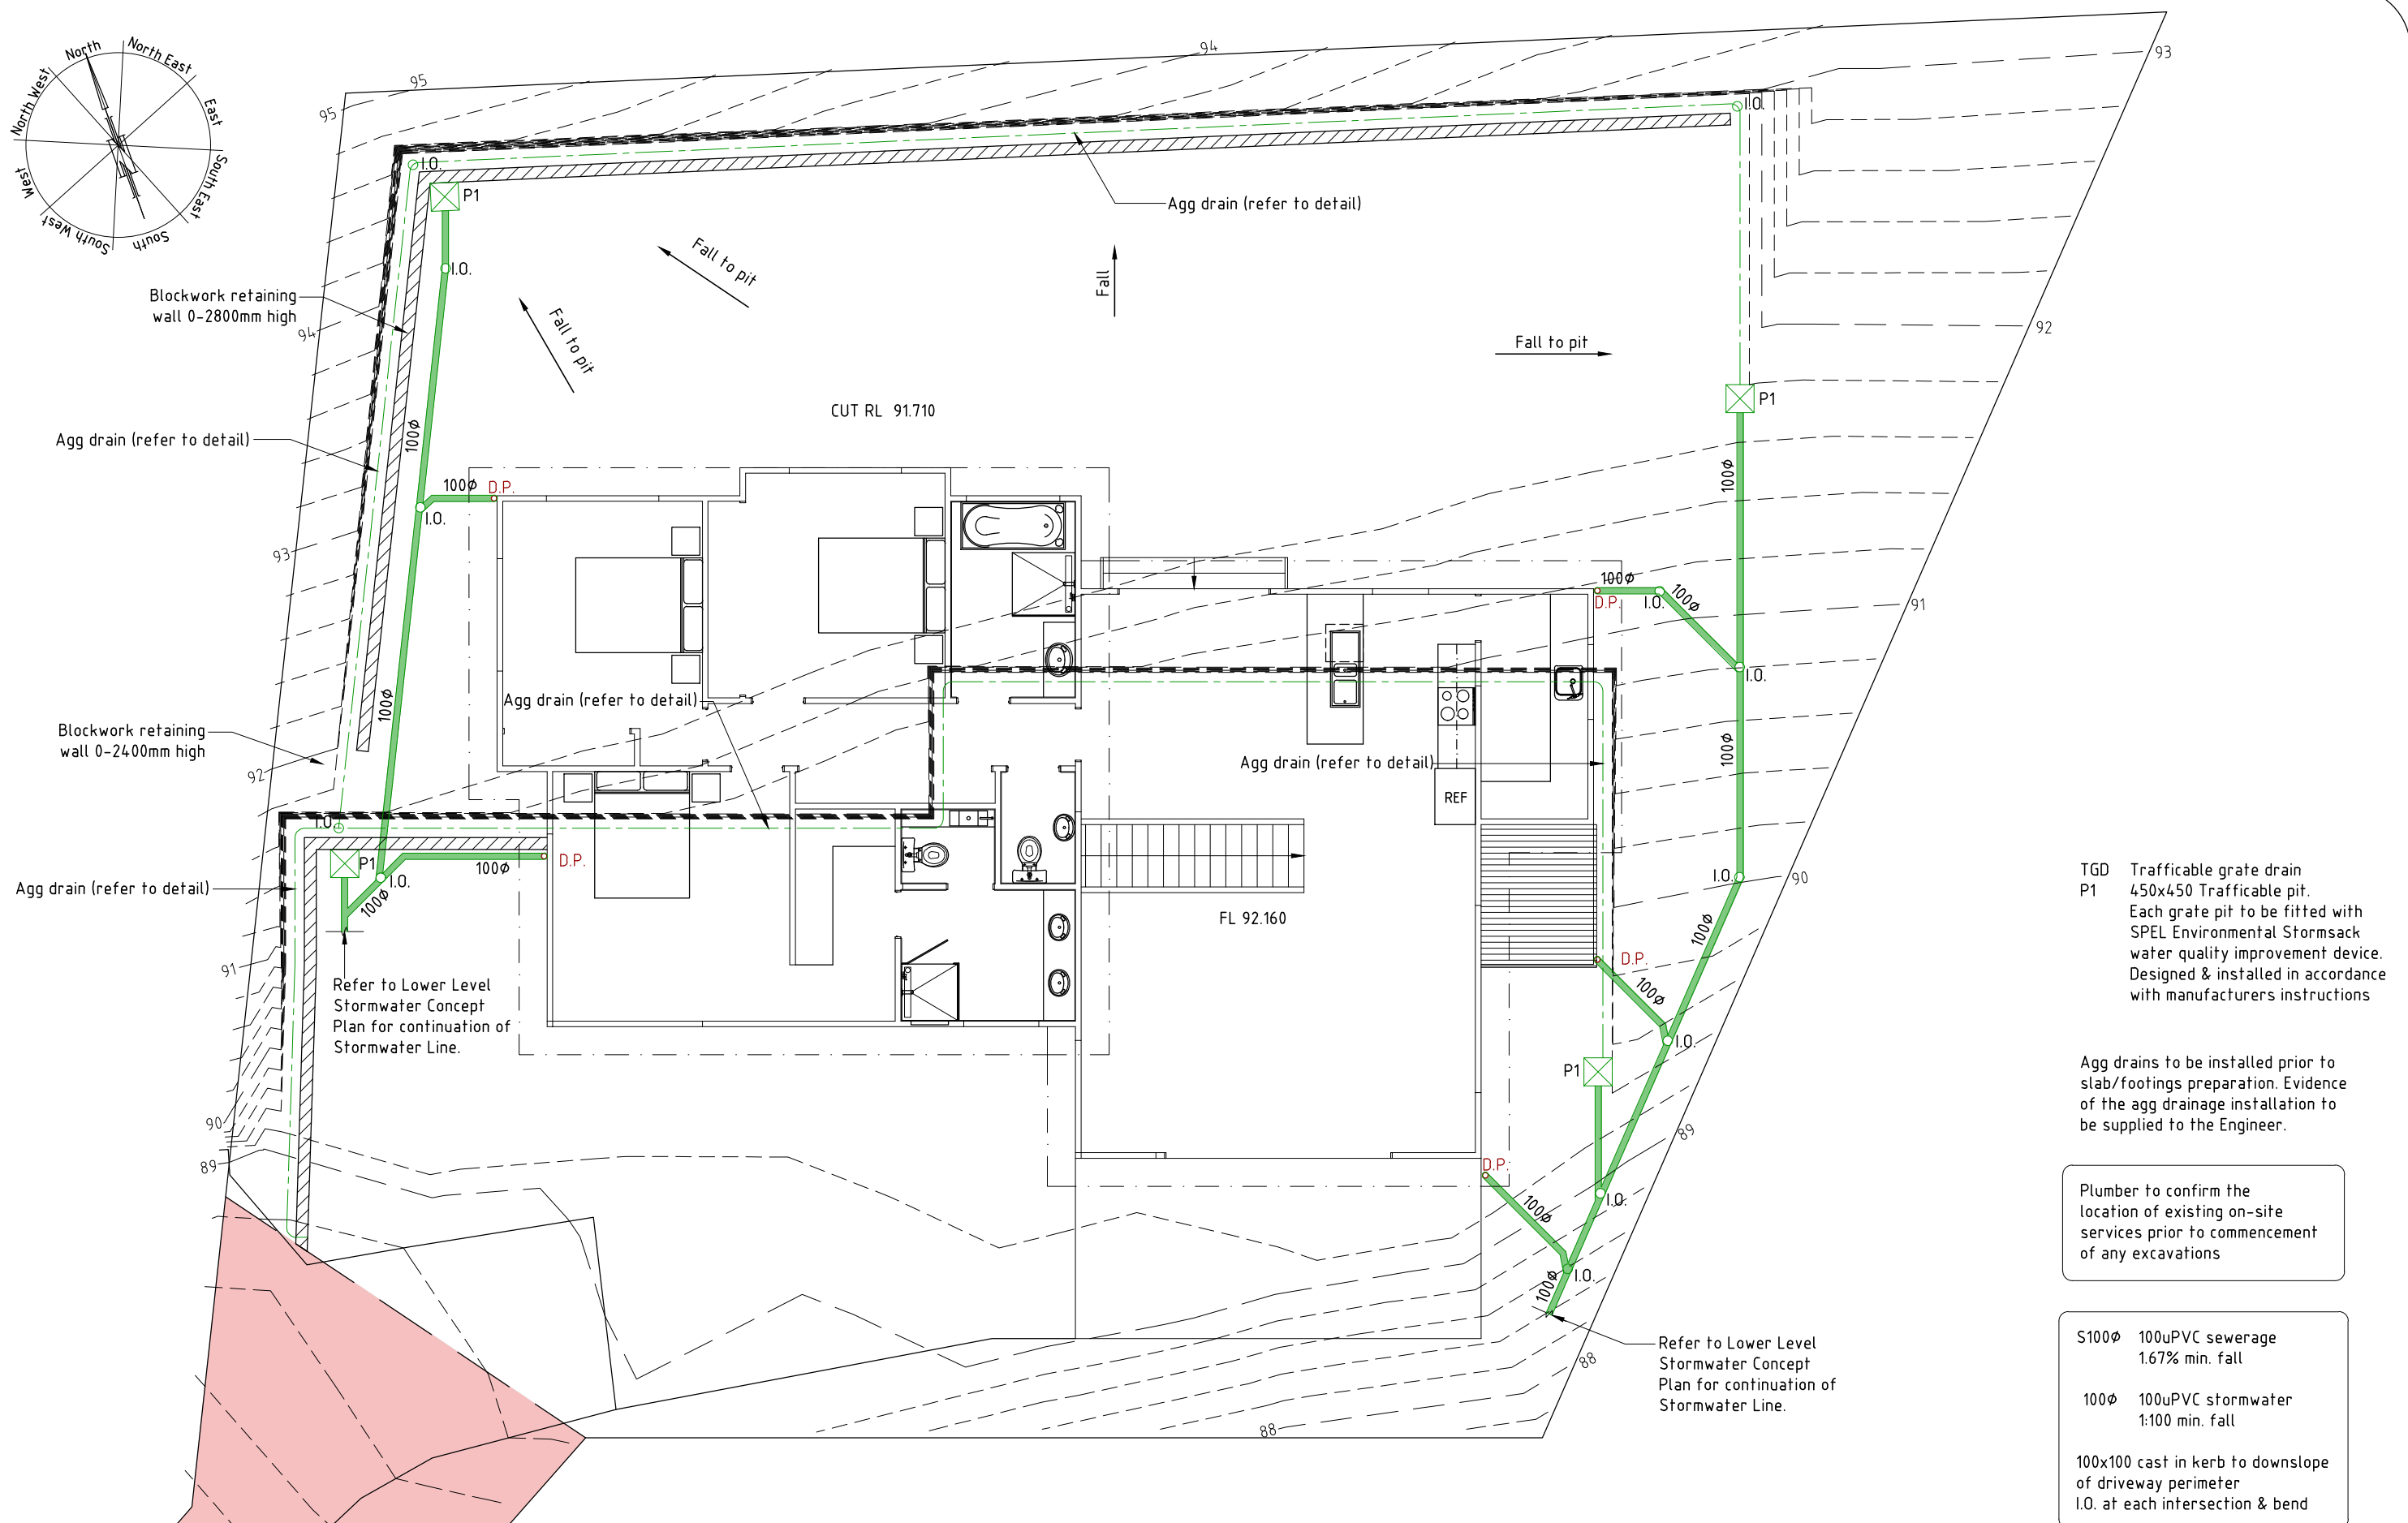 North
North East
East
South East
South
South West
West
North West
95
95
94
93
I.O.
I.O.
P1
Agg drain (refer to detail)
I.O.
Fall to pit
Fall to pit
Fall
Blockwork retaining
wall 0-2800mm high
94
92
Fall to pit
P1
CUT RL 91.710
Agg drain (refer to detail)
100Ø
100Ø
100Ø
D.P.
I.O.
93
100Ø
D.P.
I.O.
100Ø
91
I.O.
Agg drain (refer to detail)
100Ø
Blockwork retaining
wall 0-2400mm high
92
100Ø
Agg drain (refer to detail)
REF
I.O.
P1
I.O.
100Ø
D.P.
100Ø
Agg drain (refer to detail)
I.O.
90
FL 92.160
100Ø
D.P.
100Ø
91
Refer to Lower Level
Stormwater Concept
Plan for continuation of
Stormwater Line.
I.O.
P1
90
89
89
D.P.
100Ø
I.O.
I.O.
100Ø
Refer to Lower Level
Stormwater Concept
Plan for continuation of
Stormwater Line.
88
88
TGD Trafficable grate drain
P1 450x450 Trafficable pit.
Each grate pit to be fitted with
SPEL Environmental Stormsack
water quality improvement device.
Designed & installed in accordance
with manufacturers instructions
Agg drains to be installed prior to
slab/footings preparation. Evidence
of the agg drainage installation to
be supplied to the Engineer.
Plumber to confirm the
location of existing on-site
services prior to commencement
of any excavations
S100Ø 100uPVC sewerage
1.67% min. fall
100Ø 100uPVC stormwater
1:100 min. fall
100x100 cast in kerb to downslope
of driveway perimeter
I.O. at each intersection & bend